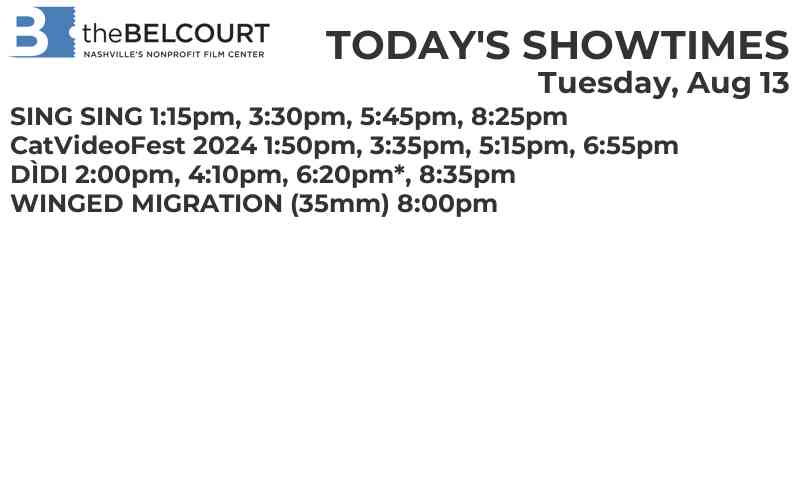 B theBELCOURT
NASHVILLE'S NONPROFIT FILM CENTER
TODAY'S SHOWTIMES
Tuesday, Aug 13
SING SING 1:15pm, 3:30pm, 5:45pm, 8:25pm
CatVideoFest 2024 1:50pm, 3:35pm, 5:15pm, 6:55pm
DÌDI 2:00pm, 4:10pm, 6:20pm*, 8:35pm
WINGED MIGRATION (35mm) 8:00pm